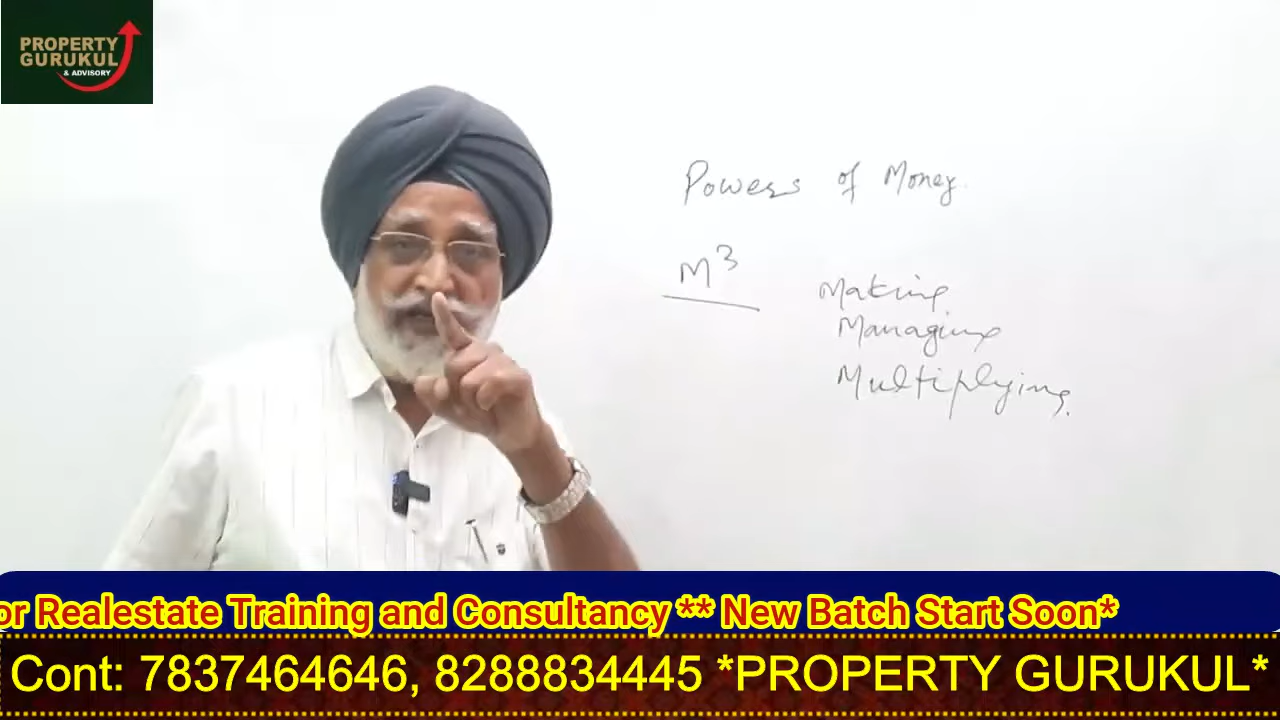 PROPERTY
GURUKUL
& ADVISORY
Powers of Money.
M³
Making
Managing
Multiplying.
or Realestate Training and Consultancy ** New Batch Start Soon*
Cont: 7837464646, 8288834445 *PROPERTY GURUKUL*